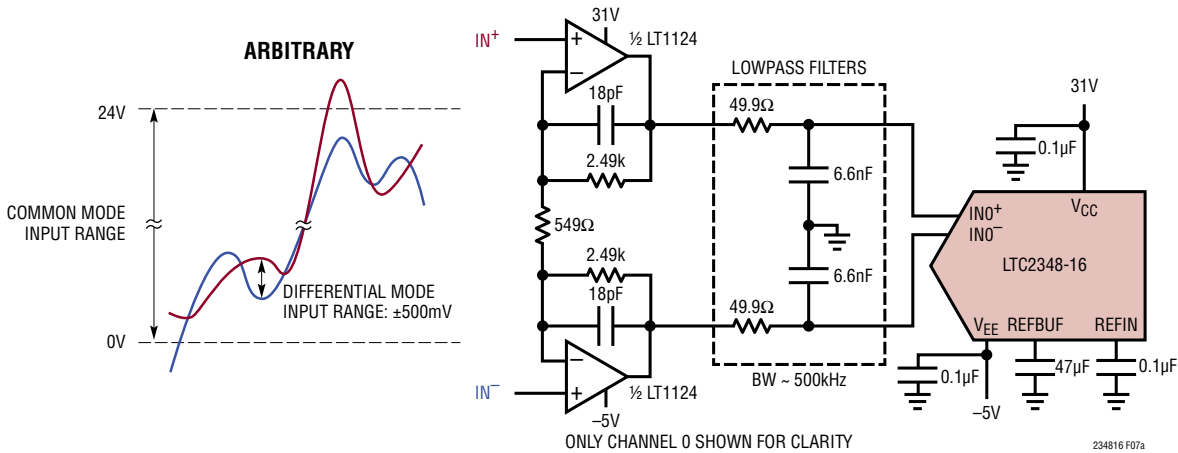 ARBITRARY
24V
COMMON MODE
INPUT RANGE
0V
DIFFERENTIAL MODE
INPUT RANGE: ±500mV
IN+
31V
½ LT1124
+
−
18pF
2.49k
549Ω
2.49k
18pF
−
+
IN−
½ LT1124
–5V
LOWPASS FILTERS
49.9Ω
6.6nF
6.6nF
49.9Ω
BW ~ 500kHz
31V
0.1µF
VCC
IN0+
IN0−
LTC2348-16
VEE
REFBUF
REFIN
0.1µF
–5V
47µF
0.1µF
ONLY CHANNEL 0 SHOWN FOR CLARITY
234816 F07a